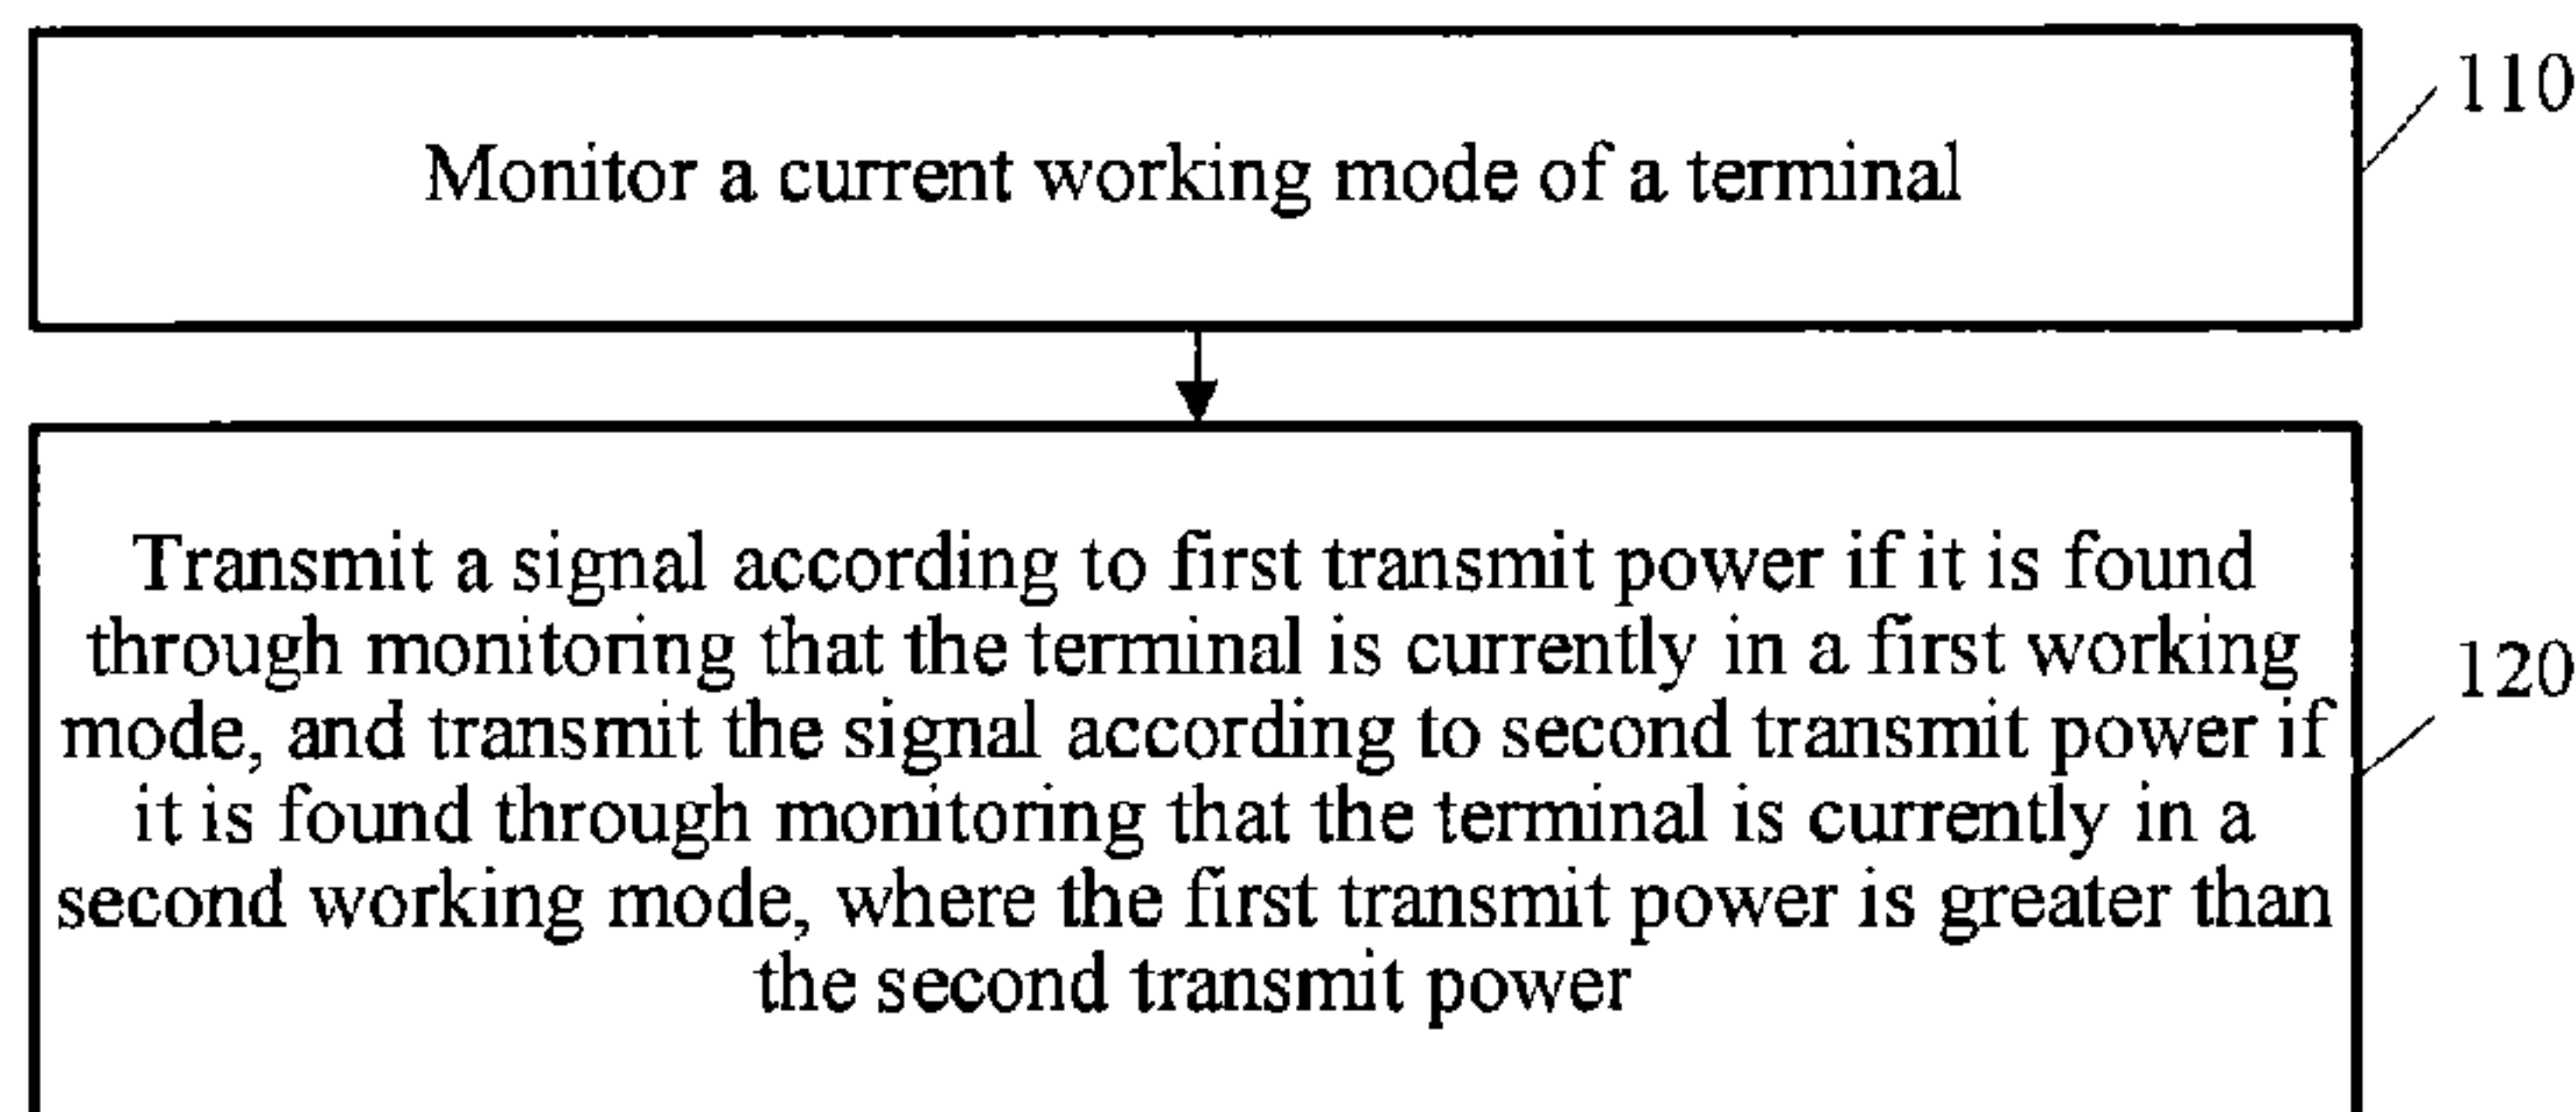 110
Monitor a current working mode of a terminal
Transmit a signal according to first transmit power if it is found
through monitoring that the terminal is currently in a first working
mode, and transmit the signal according to second transmit power if
it is found through monitoring that the terminal is currently in a
second working mode, where the first transmit power is greater than
the second transmit power
120